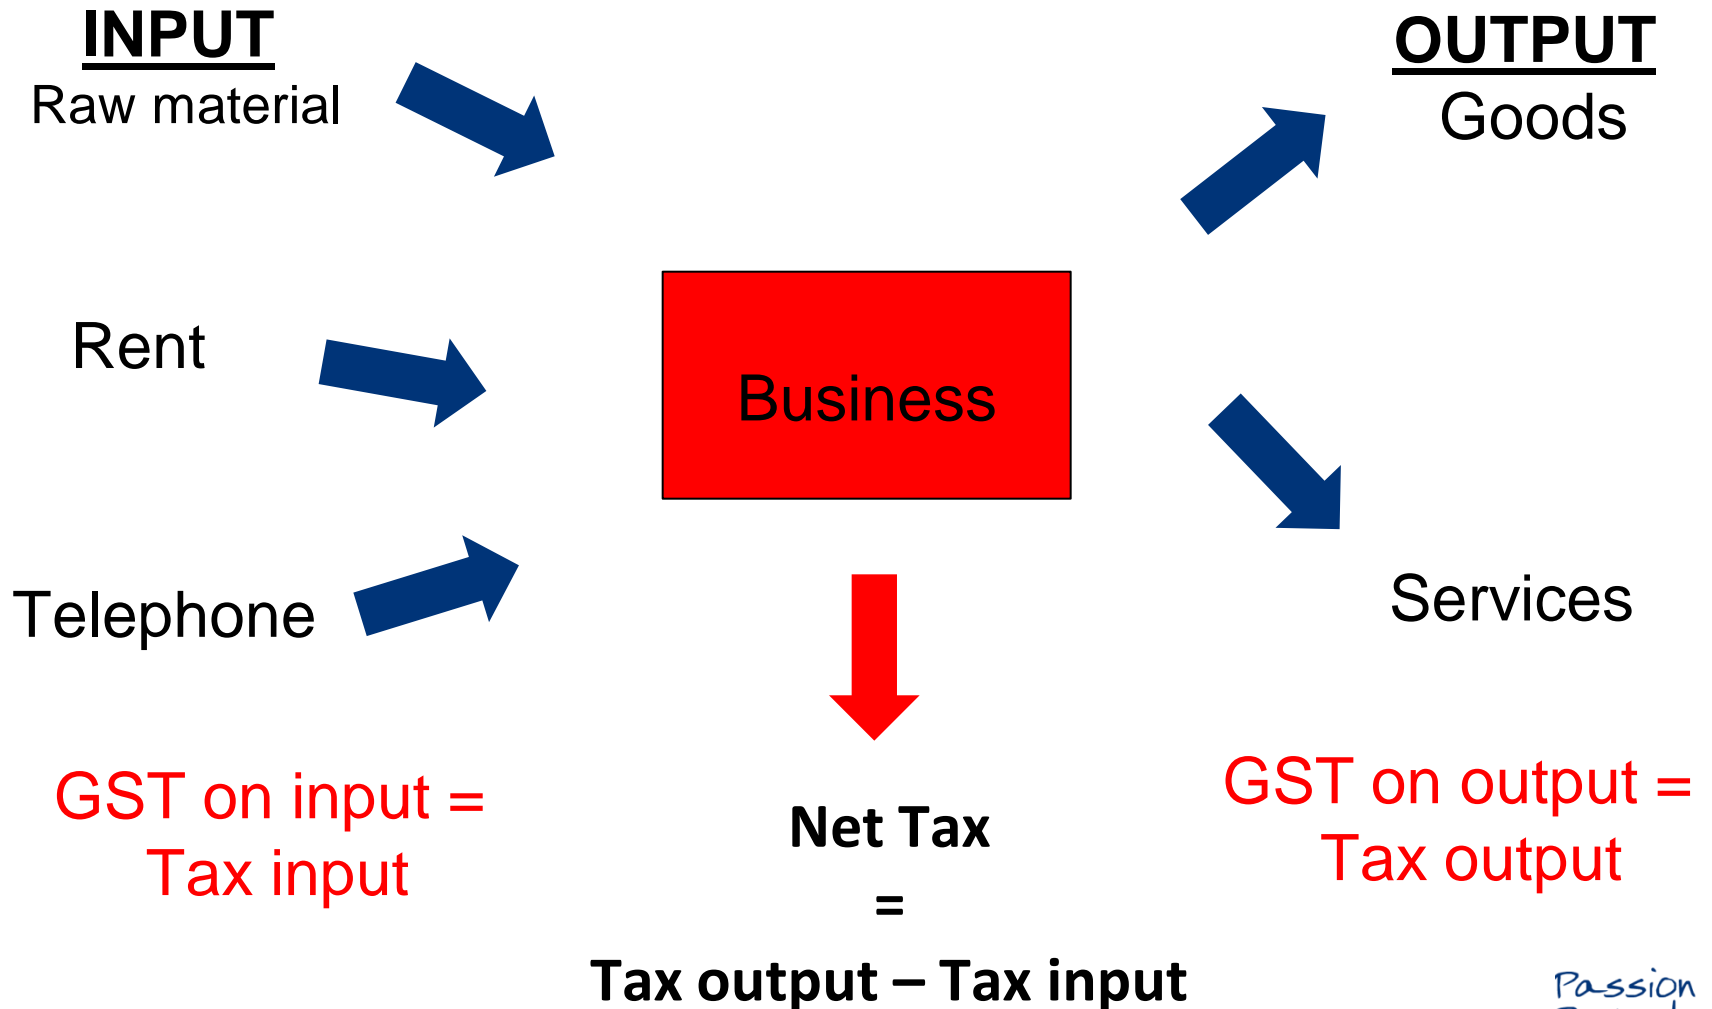 INPUT
Raw material
Rent
Telephone
GST on input =
Tax input
Business
Net Tax
=
Tax output – Tax input
OUTPUT
Goods
Services
GST on output =
Tax output
Passion